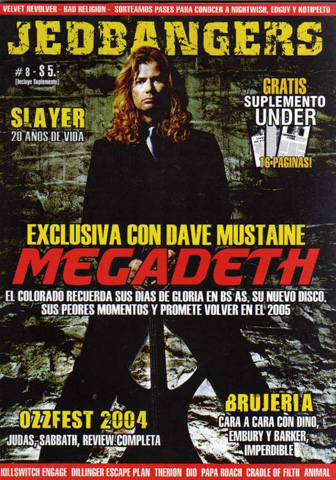 VELVET REVOLVER - BAD RELIGION - SORTEAMOS PASES PARA CONOCER A NIGHTWISH, EDGUY Y KOTIPELTO
JEDBANGERS
# 8 - $ 5.-
[Incluye Suplemento]
SLAYER
20 AÑOS DE VIDA
GRATIS
SUPLEMENTO
UNDER
16 PAGINAS!
EXCLUSIVA CON DAVE MUSTAINE
MEGADETH
EL COLORADO RECUERDA SUS DIAS DE GLORIA EN BS AS, SU NUEVO DISCO,
SUS PEORES MOMENTOS Y PROMETE VOLVER EN EL 2005
OZZFEST 2004
JUDAS, SABBATH, REVIEW COMPLETA
BRUJERIA
CARA A CARA CON DINO,
EMBURY Y BARKER,
IMPERDIBLE!
KILLSWITCH ENGAGE DILLINGER ESCAPE PLAN THERION DIO PAPA ROACH CRADLE OF FILTH ANIMAL